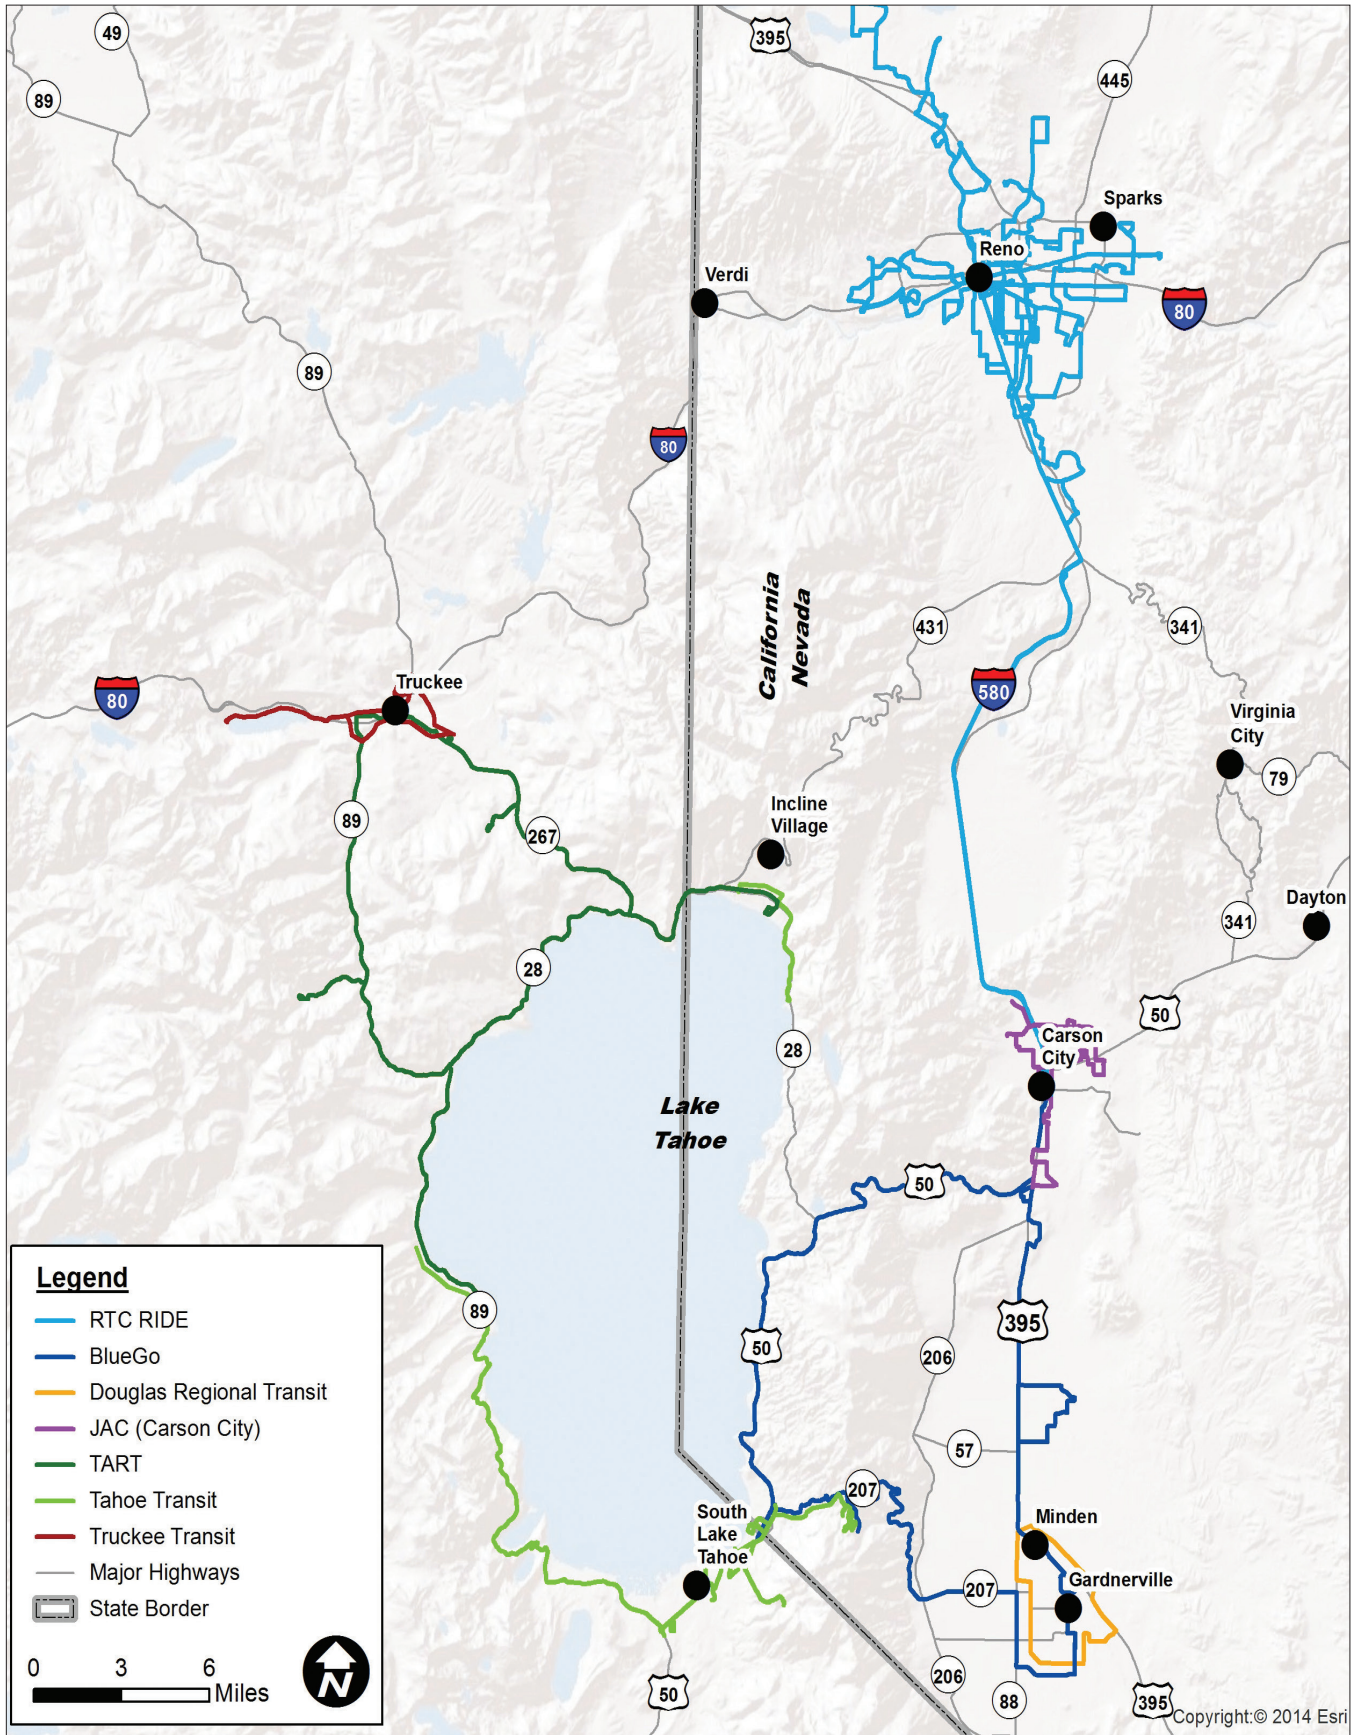 49
395
89
445
Sparks
Reno
Verdi
80
89
80
California
Nevada
431
341
Truckee
80
580
Virginia
City
79
Incline
Village
89
267
Dayton
341
28
50
Carson
City
28
Lake
Tahoe
50
395
50
89
206
57
207
South
Lake
Tahoe
Minden
Gardnerville
207
206
88
50
395
Legend
RTC RIDE
BlueGo
Douglas Regional Transit
JAC (Carson City)
TART
Tahoe Transit
Truckee Transit
Major Highways
State Border
0 3 6
Miles
N
Copyright:© 2014 Esri